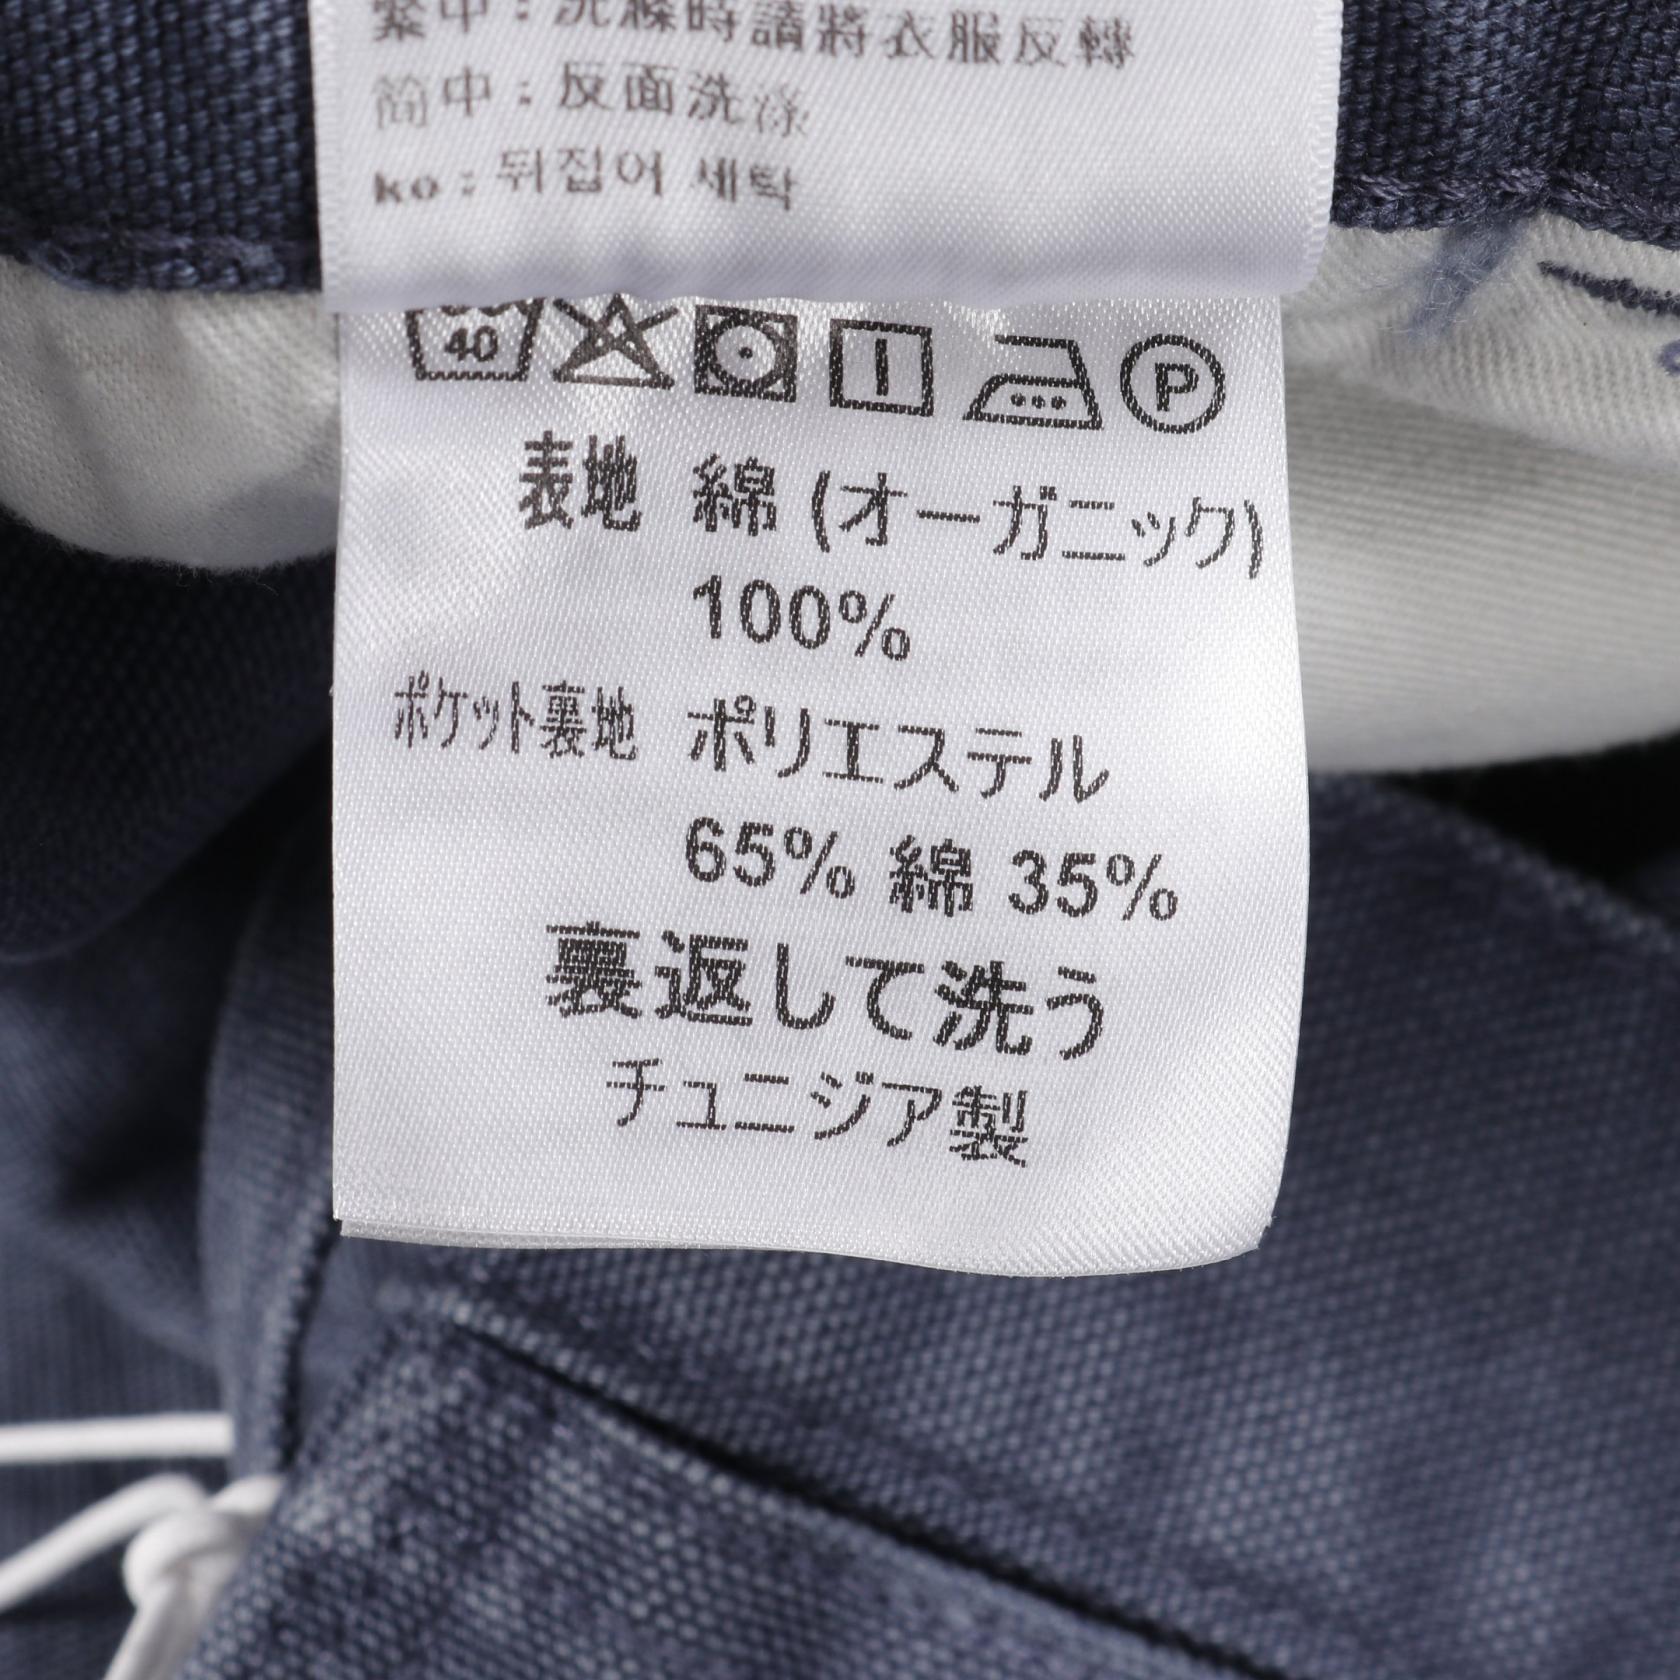 繁中：洗滌時請將衣服反轉
简中：反面洗涤
ko：뒤집어 세탁
40
P
表地 綿 (オーガニック)
100%
ポケット裏地 ポリエステル
65% 綿 35%
裏返して洗う
チュニジア製